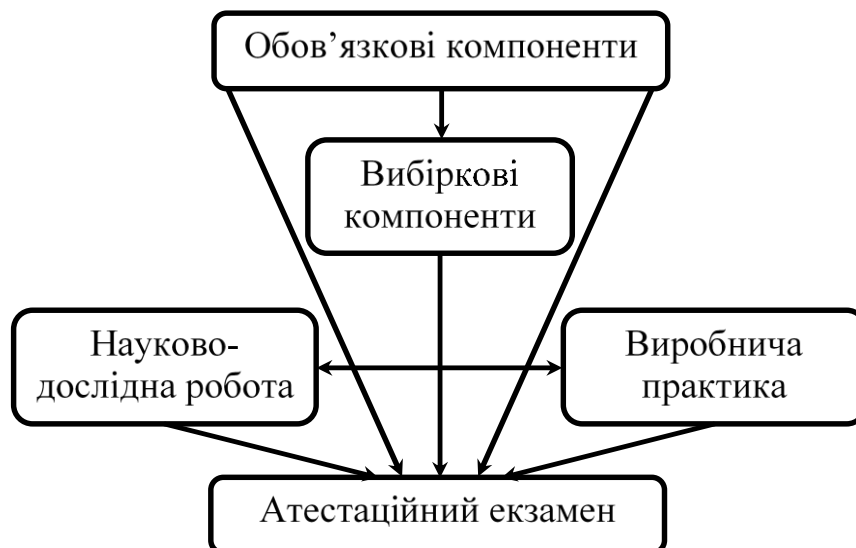 Обов’язкові компоненти
Вибіркові
компоненти
Науково-
дослідна робота
Виробнича
практика
Атестаційний екзамен